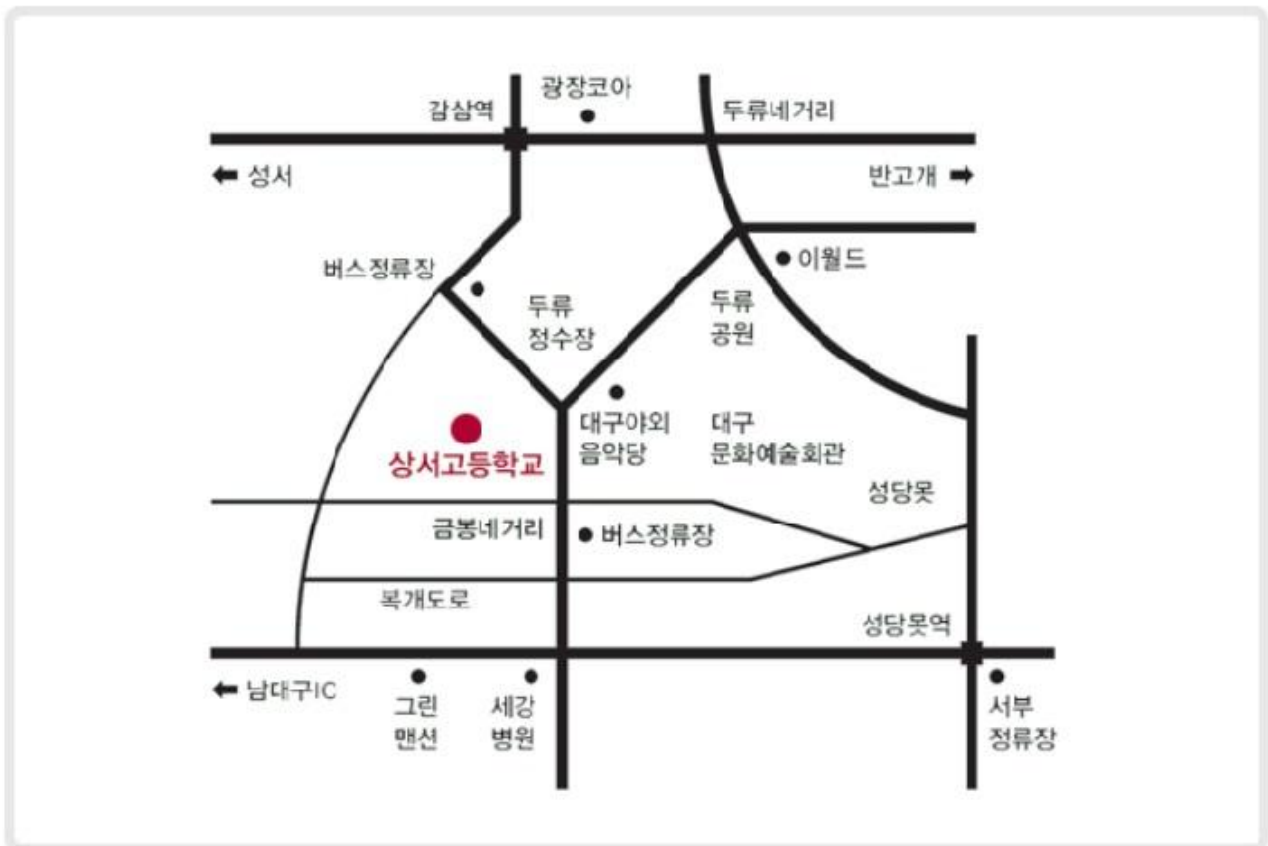 광장코아
감삼역
두류네거리
성서
반고개
버스정류장
이월드
두류
정수장
두류
공원
대구야외
음악당
대구
문화예술회관
상서고등학교
성당못
금봉네거리
버스정류장
복개도로
성당못역
남대구IC
그린
맨션
세강
병원
서부
정류장